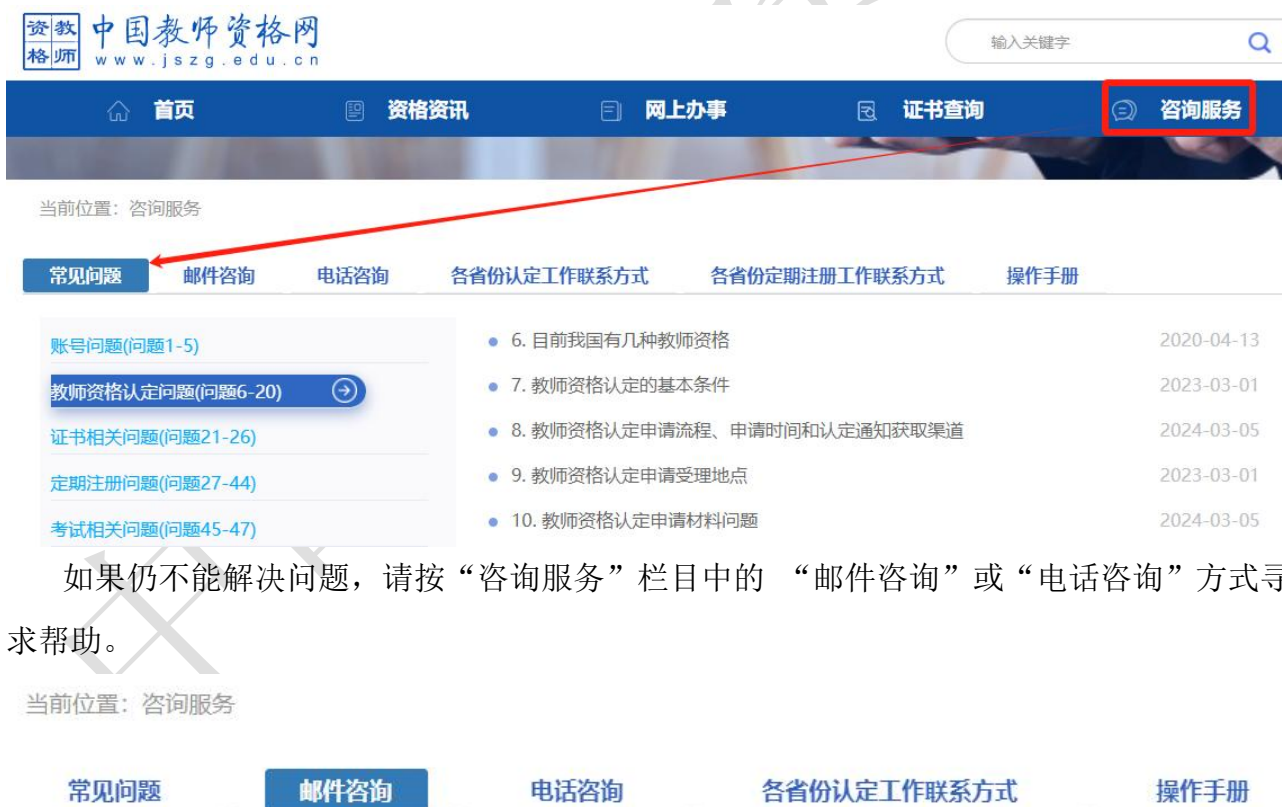 资教
格师
中国教师资格网
www.jszg.edu.cn
输入关键字
首页 资格资讯 网上办事 证书查询 咨询服务
当前位置：咨询服务
常见问题 邮件咨询 电话咨询 各省份认定工作联系方式 各省份定期注册工作联系方式 操作手册
账号问题(问题1-5)
教师资格认定问题(问题6-20)
证书相关问题(问题21-26)
定期注册问题(问题27-44)
考试相关问题(问题45-47)
6. 目前我国有几种教师资格 2020-04-13
7. 教师资格认定的基本条件 2023-03-01
8. 教师资格认定申请流程、申请时间和认定通知获取渠道 2024-03-05
9. 教师资格认定申请受理地点 2023-03-01
10. 教师资格认定申请材料问题 2024-03-05
如果仍不能解决问题，请按“咨询服务”栏目中的 “邮件咨询”或“电话咨询”方式寻
求帮助。
当前位置：咨询服务
常见问题 邮件咨询 电话咨询 各省份认定工作联系方式 操作手册